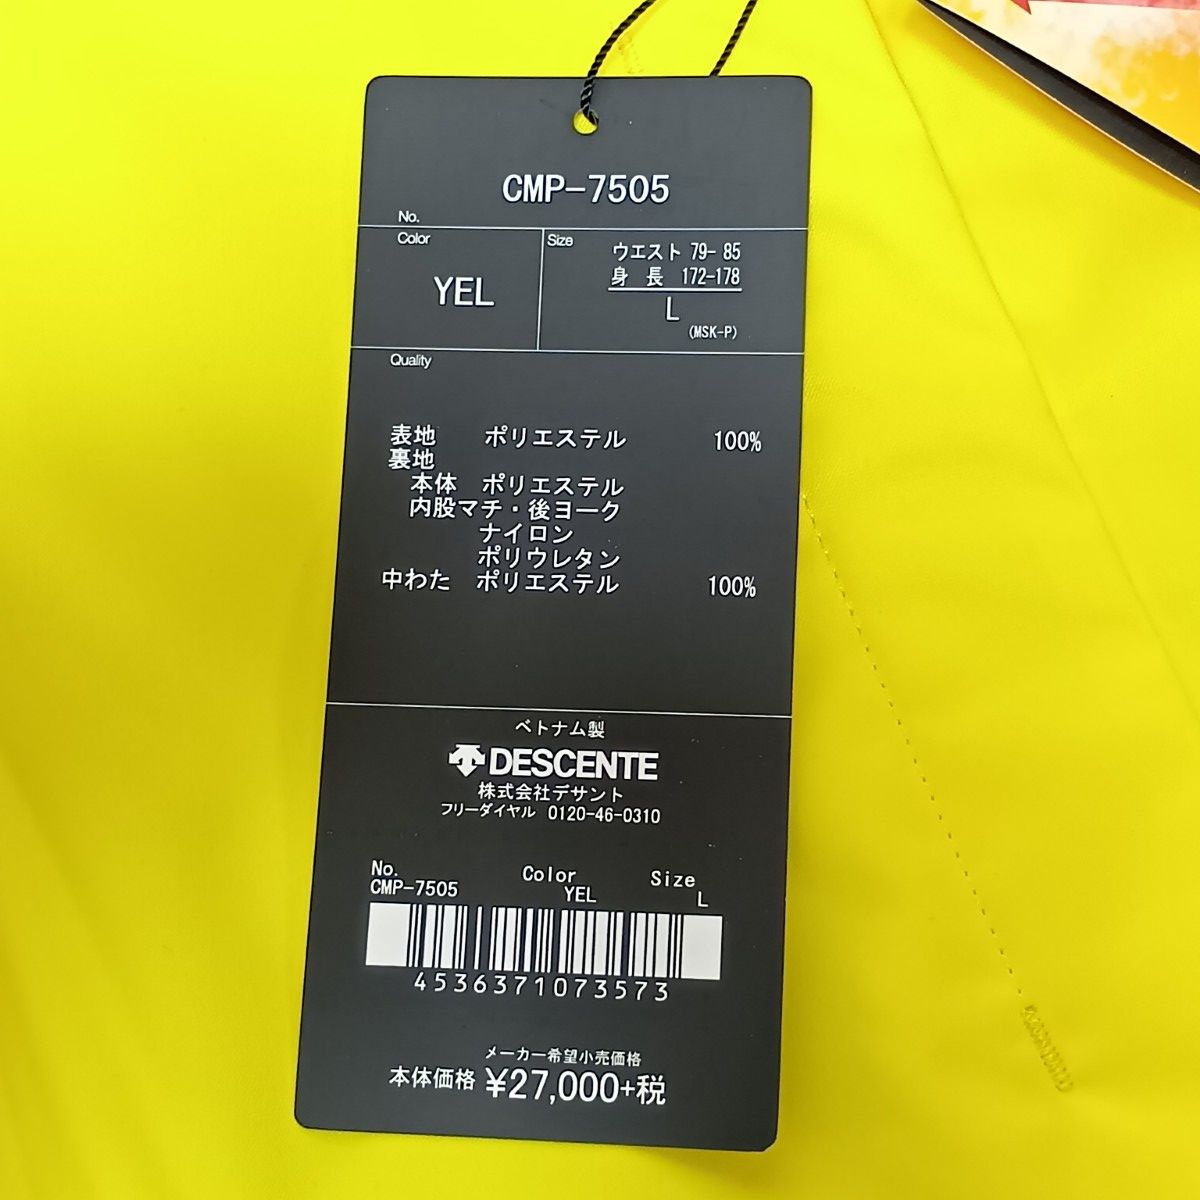 CMP-7505
No.
Color
YEL
Size
ウエスト 79- 85
身 長 172-178
L
(MSK-P)
Quality
表地 ポリエステル 100%
裏地
本体 ポリエステル
内股マチ・後ヨーク
ナイロン
ポリウレタン
中わた ポリエステル 100%
ベトナム製
DESCENTE
株式会社デサント
フリーダイヤル 0120-46-0310
No. Color Size
CMP-7505 YEL L
4536371073573
メーカー希望小売価格
本体価格 ¥27,000+税